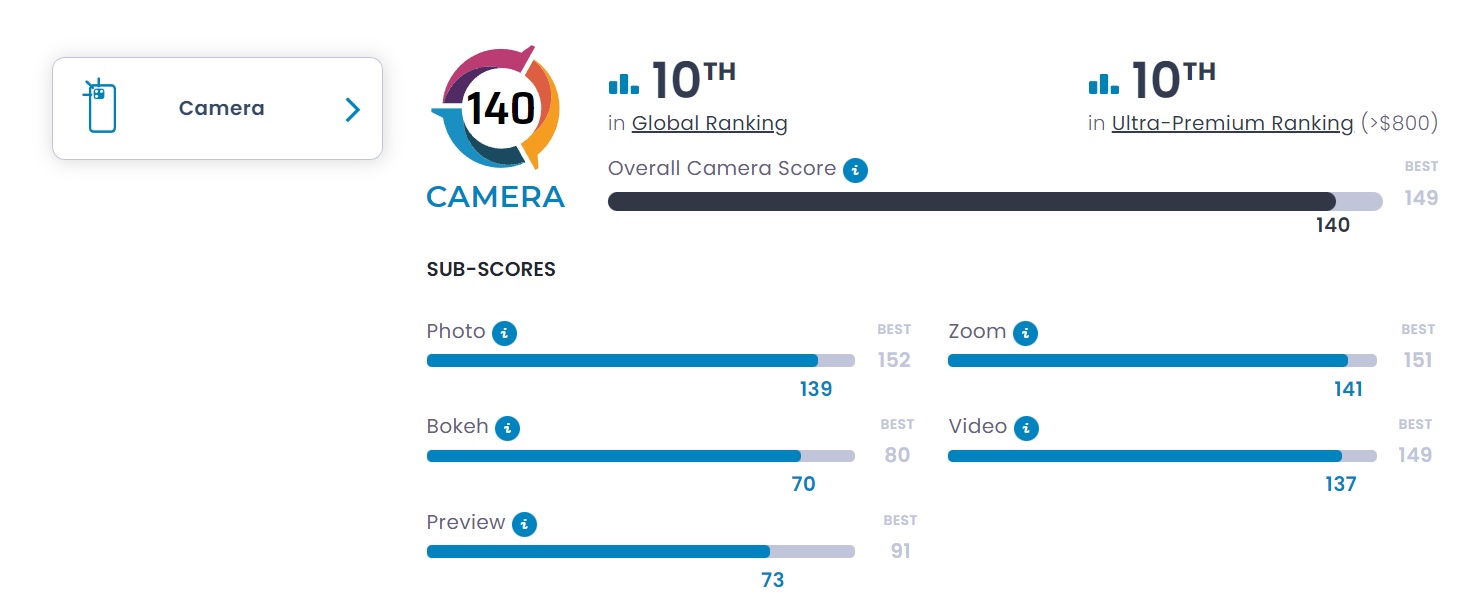 Camera
140
CAMERA
10TH
in Global Ranking
10TH
in Ultra-Premium Ranking (>$800)
Overall Camera Score i
BEST
149
140
SUB-SCORES
Photo i
BEST
152
139
Zoom i
BEST
151
141
Bokeh i
BEST
80
70
Video i
BEST
149
137
Preview i
BEST
91
73